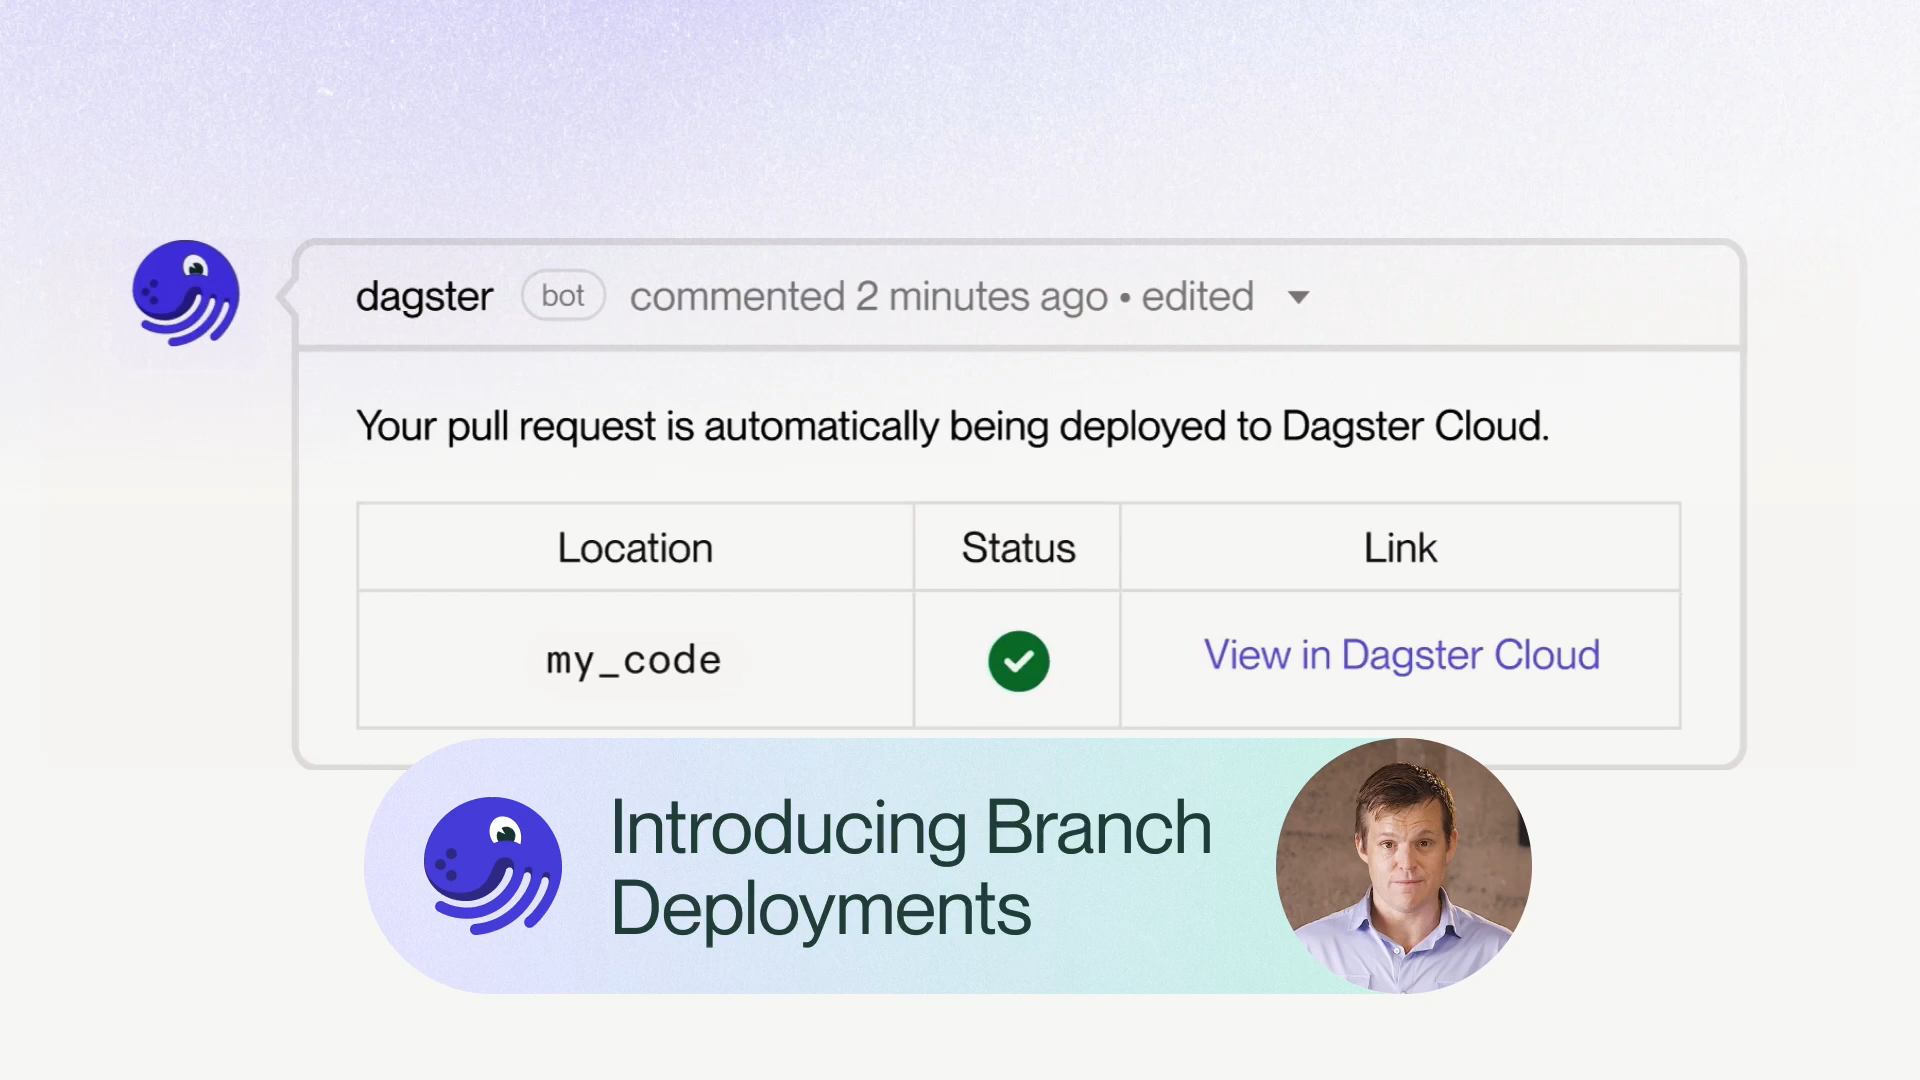 dagster bot commented 2 minutes ago • edited
Your pull request is automatically being deployed to Dagster Cloud.
Location Status Link
my_code View in Dagster Cloud
Introducing Branch
Deployments